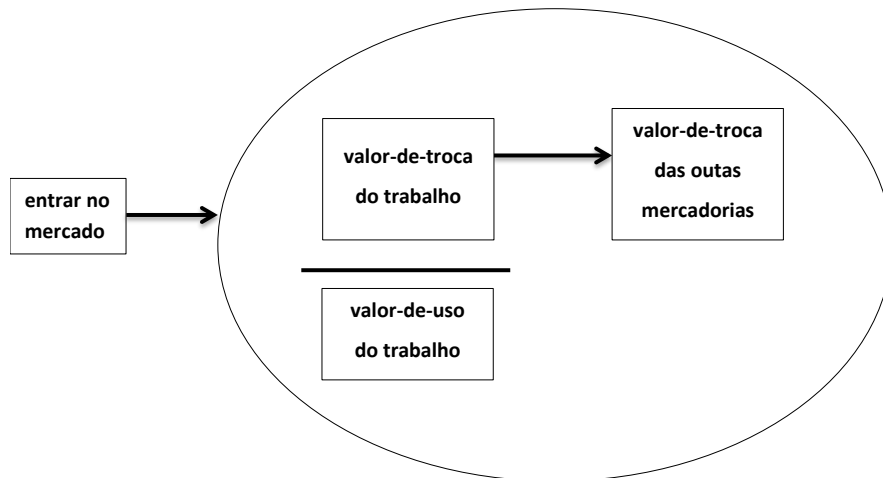 entrar no
mercado
valor-de-troca
do trabalho
valor-de-troca
das outas
mercadorias
valor-de-uso
do trabalho